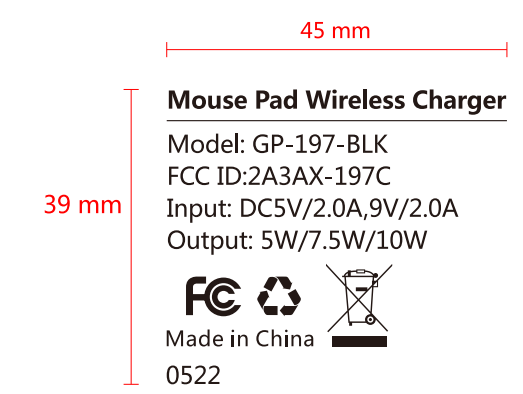 45 mm
Mouse Pad Wireless Charger
Model: GP-197-BLK
FCC ID:2A3AX-197C
39 mm
Input: DC5V/2.0A,9V/2.0A
Output: 5W/7.5W/10W
FC
Made in China
0522